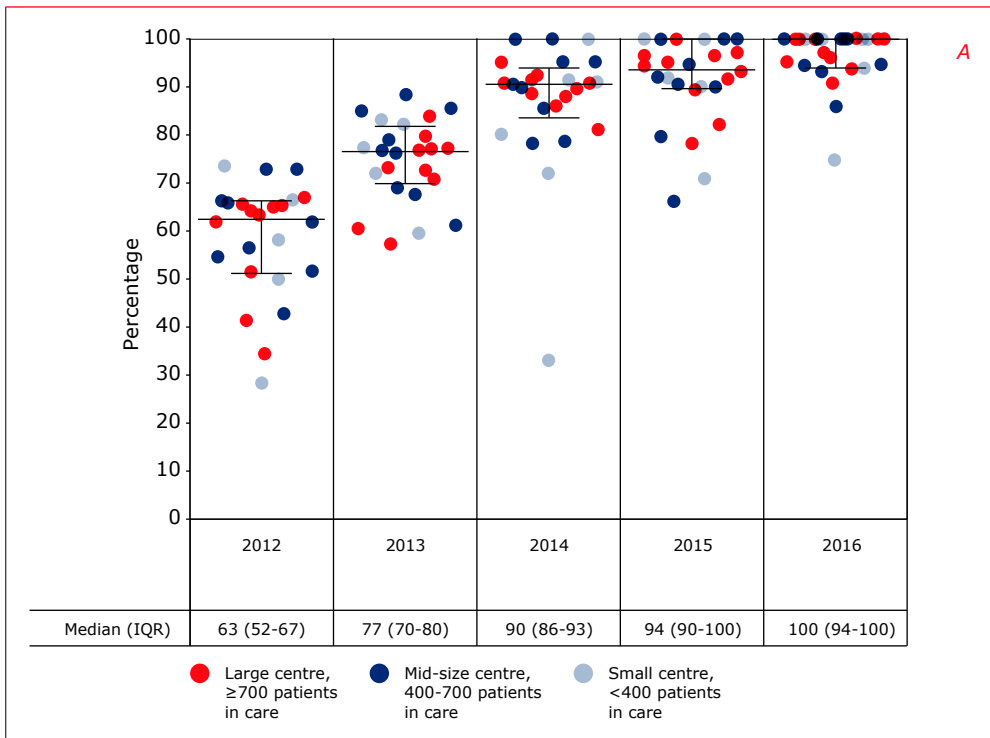 A
Percentage
100
90
80
70
60
50
40
30
20
10
0
2012 2013 2014 2015 2016
Median (IQR) 63 (52-67) 77 (70-80) 90 (86-93) 94 (90-100) 100 (94-100)
Large centre,
≥700 patients
in care
Mid-size centre,
400-700 patients
in care
Small centre,
<400 patients
in care